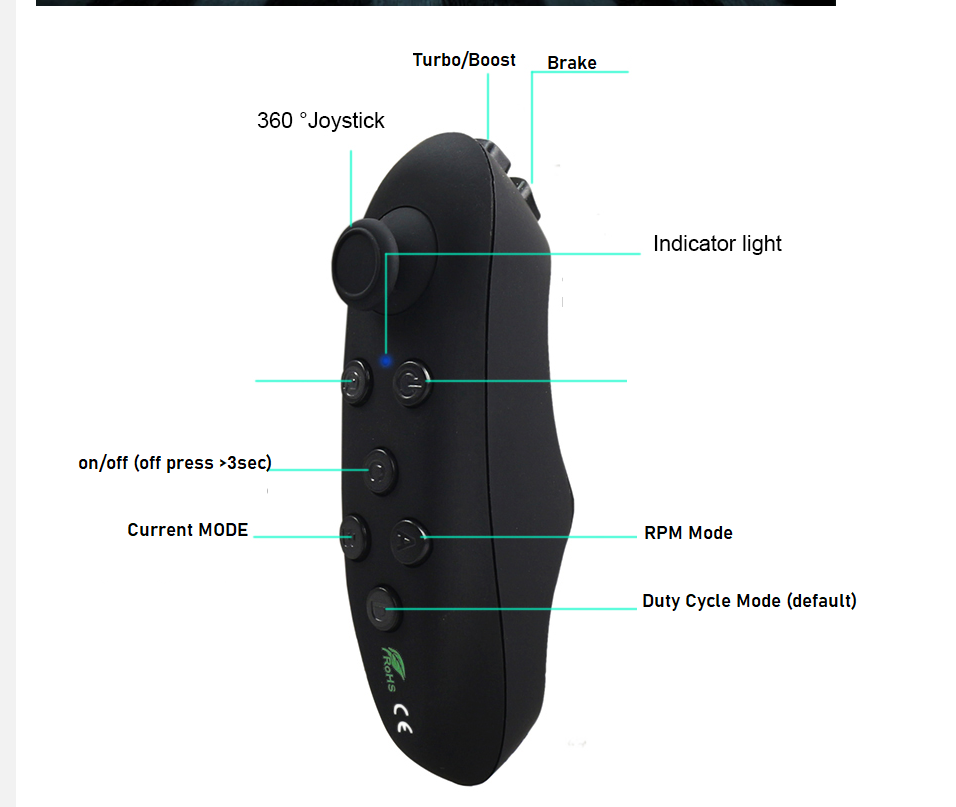 Turbo/Boost
Brake
360 °Joystick
Indicator light
on/off (off press >3sec)
Current MODE
RPM Mode
Duty Cycle Mode (default)
RoHS
CE